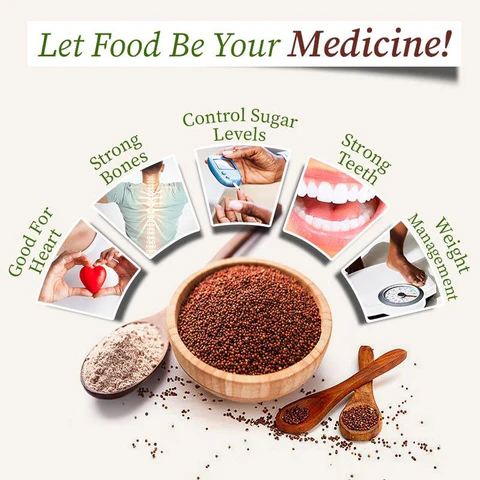 Let Food Be Your Medicine!
Good For
Heart
Strong
Bones
Control Sugar
Levels
Strong
Teeth
Weight
Management